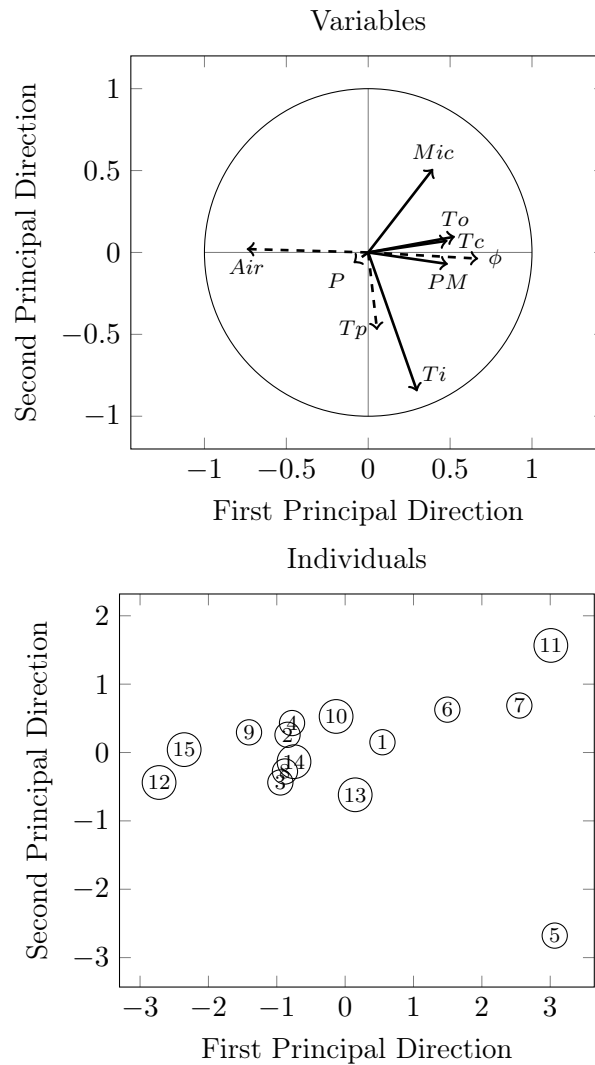 Variables
Second Principal Direction
1
0.5
0
−0.5
−1
Mic
To
Tc
ϕ
Air
P
PM
Tp
Ti
−1
−0.5
0
0.5
1
First Principal Direction
Individuals
Second Principal Direction
2
1
0
−1
−2
−3
11
7
6
10
4
2
9
1
15
14
8
3
12
13
5
−3
−2
−1
0
1
2
3
First Principal Direction